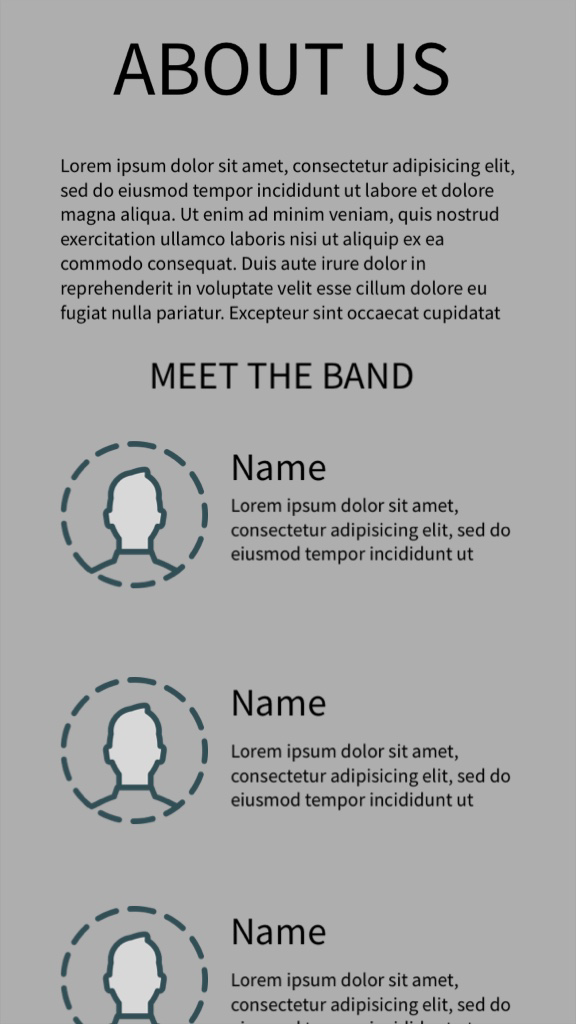 ABOUT US
Lorem ipsum dolor sit amet, consectetur adipisicing elit,
sed do eiusmod tempor incididunt ut labore et dolore
magna aliqua. Ut enim ad minim veniam, quis nostrud
exercitation ullamco laboris nisi ut aliquip ex ea
commodo consequat. Duis aute irure dolor in
reprehenderit in voluptate velit esse cillum dolore eu
fugiat nulla pariatur. Excepteur sint occaecat cupidatat
MEET THE BAND
Name
Lorem ipsum dolor sit amet,
consectetur adipisicing elit, sed do
eiusmod tempor incididunt ut
Name
Lorem ipsum dolor sit amet,
consectetur adipisicing elit, sed do
eiusmod tempor incididunt ut
Name
Lorem ipsum dolor sit amet,
consectetur adipisicing elit, sed do